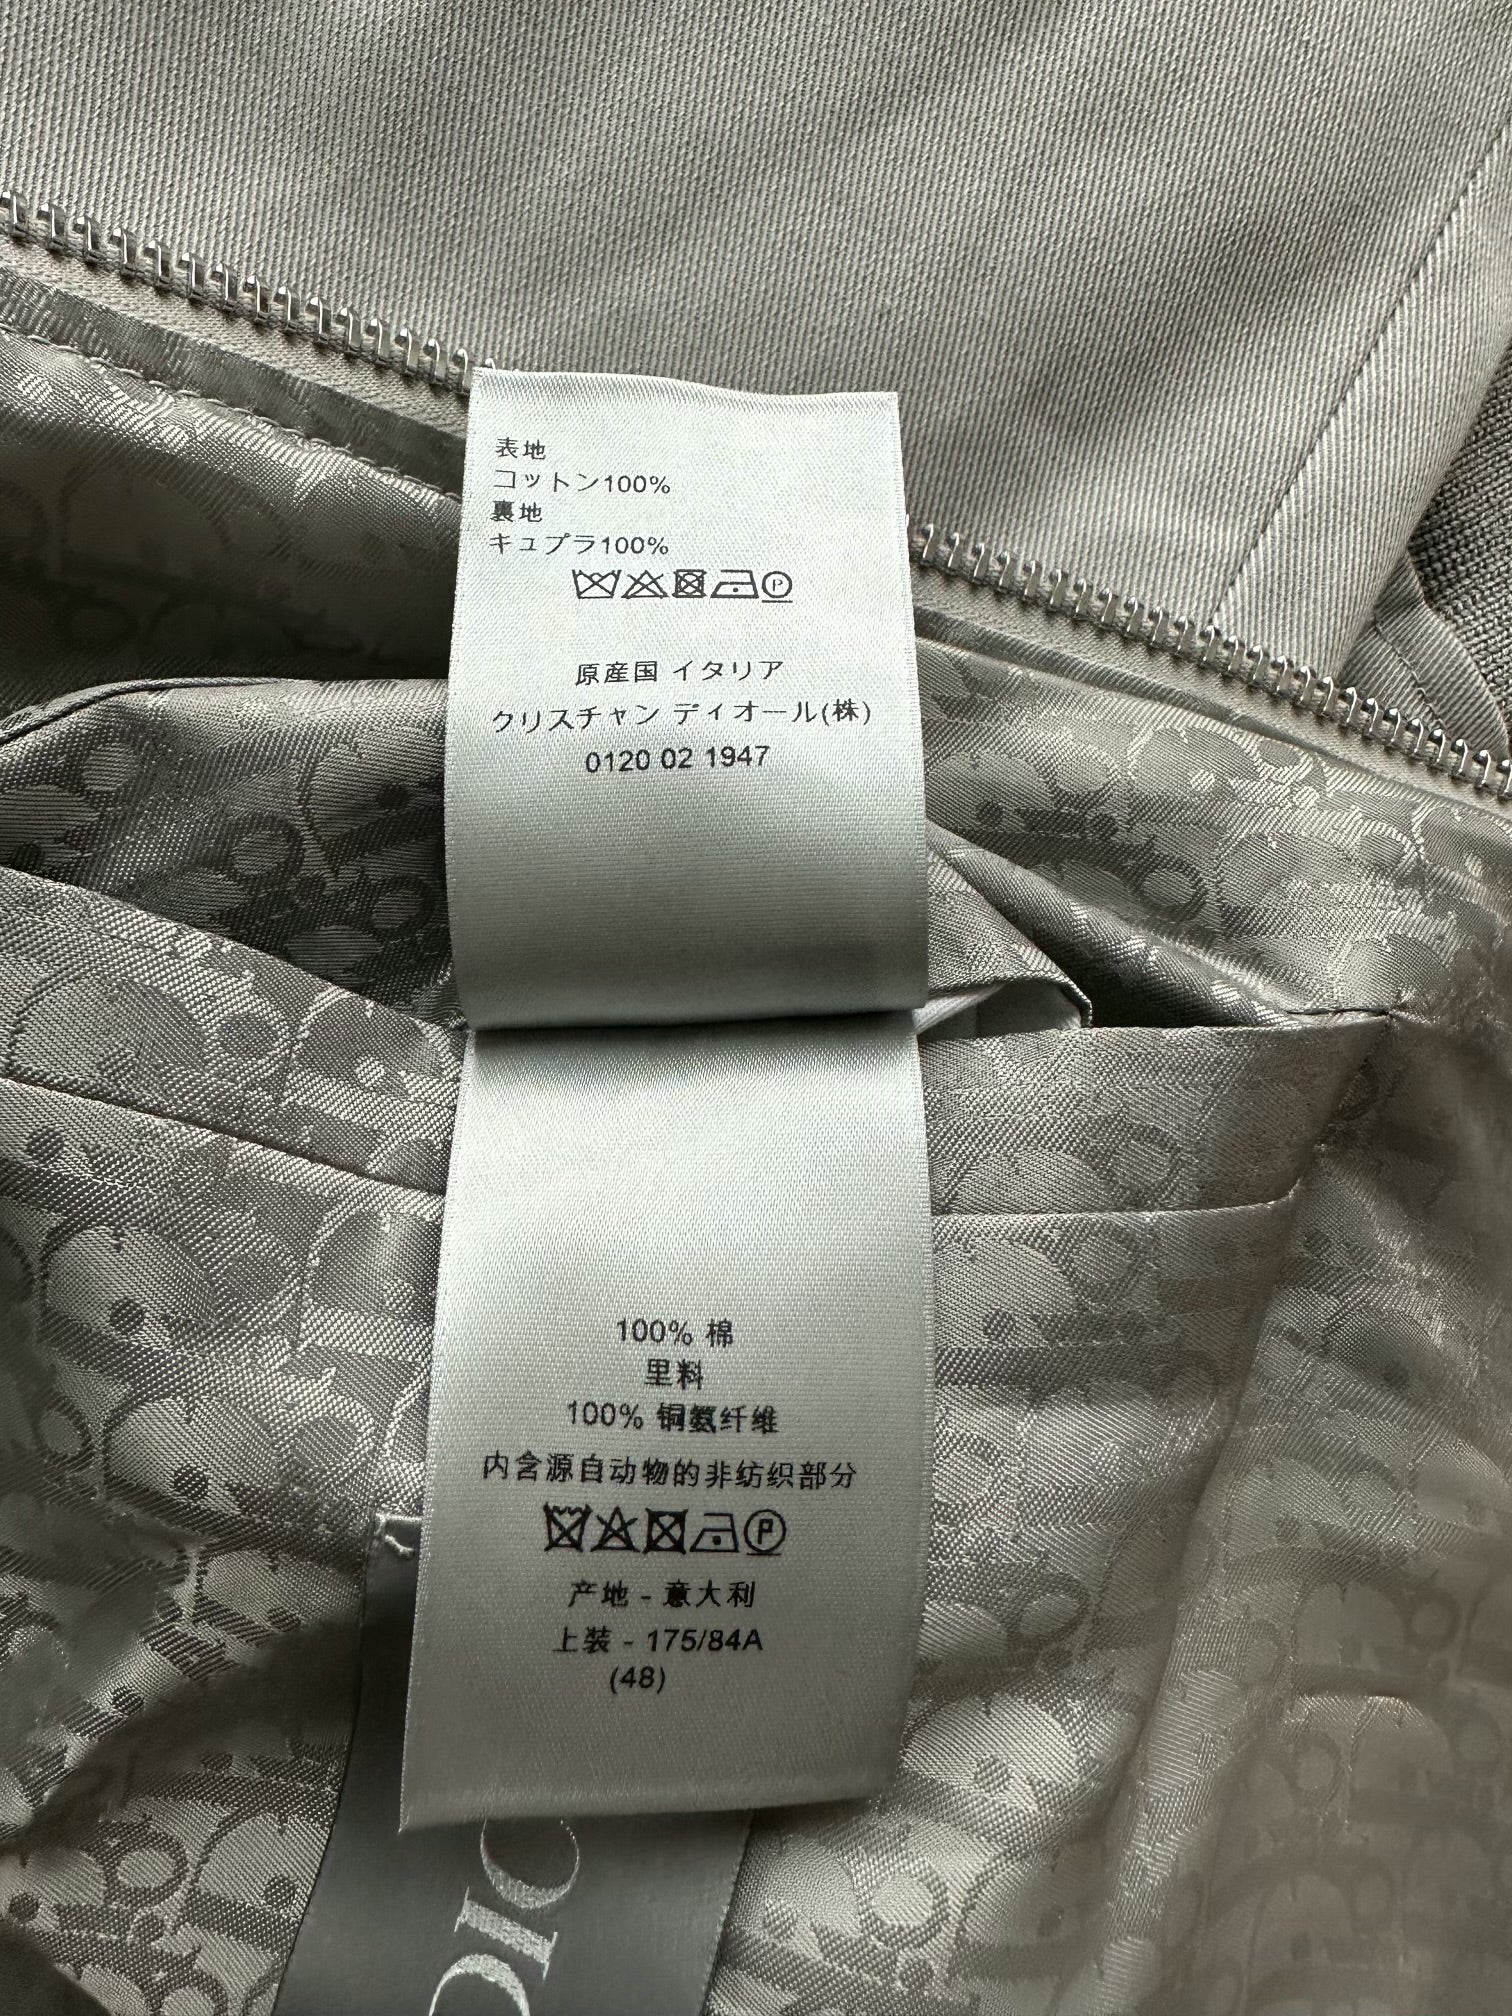 表地
コットン100%
裏地
キュプラ100%
P
原産国 イタリア
クリスチャン ディオール(株)
0120 02 1947
100% 棉
里料
100% 铜氨纤维
内含源自动物的非纺织部分
P
产地 - 意大利
上装 - 175/84A
(48)
DIO